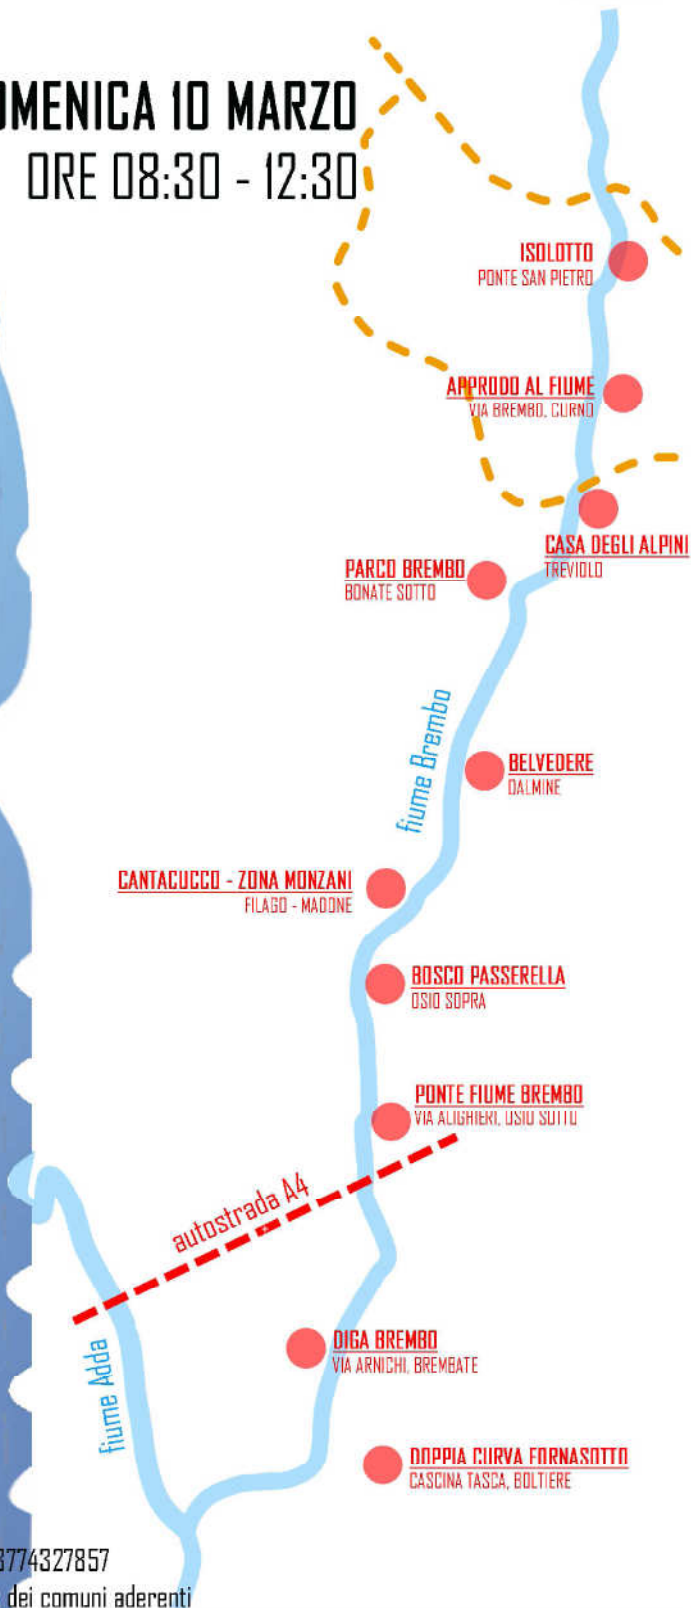 DOMENICA 10 MARZO
ORE 08:30 - 12:30
ISOLOTTO
PONTE SAN PIETRO
APPRODO AL FIUME
VIA BREMBO, CURNO
CASA DEGLI ALPINI
TREVIOLO
PARCO BREMBO
BONATE SOTTO
fiume Brembo
BELVEDERE
DALMINE
CANTACUCCO - ZONA MONZANI
FILAGO - MADONE
BOSCO PASSERELLA
OSIO SOPRA
PONTE FIUME BREMBO
VIA ALIGHIERI, OSIO SOTTO
autostrada A4
DIGA BREMBO
VIA ARNICHI, BREMBATE
fiume Adda
DOPPIA CURVA FORNASOTTO
CASCINA TASCA, BOLTIERE
3774327857
dei comuni aderenti